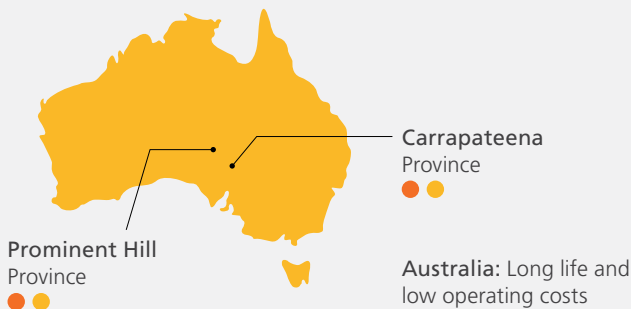 Carrapateena
Province
Prominent Hill
Province
Australia: Long life and
low operating costs